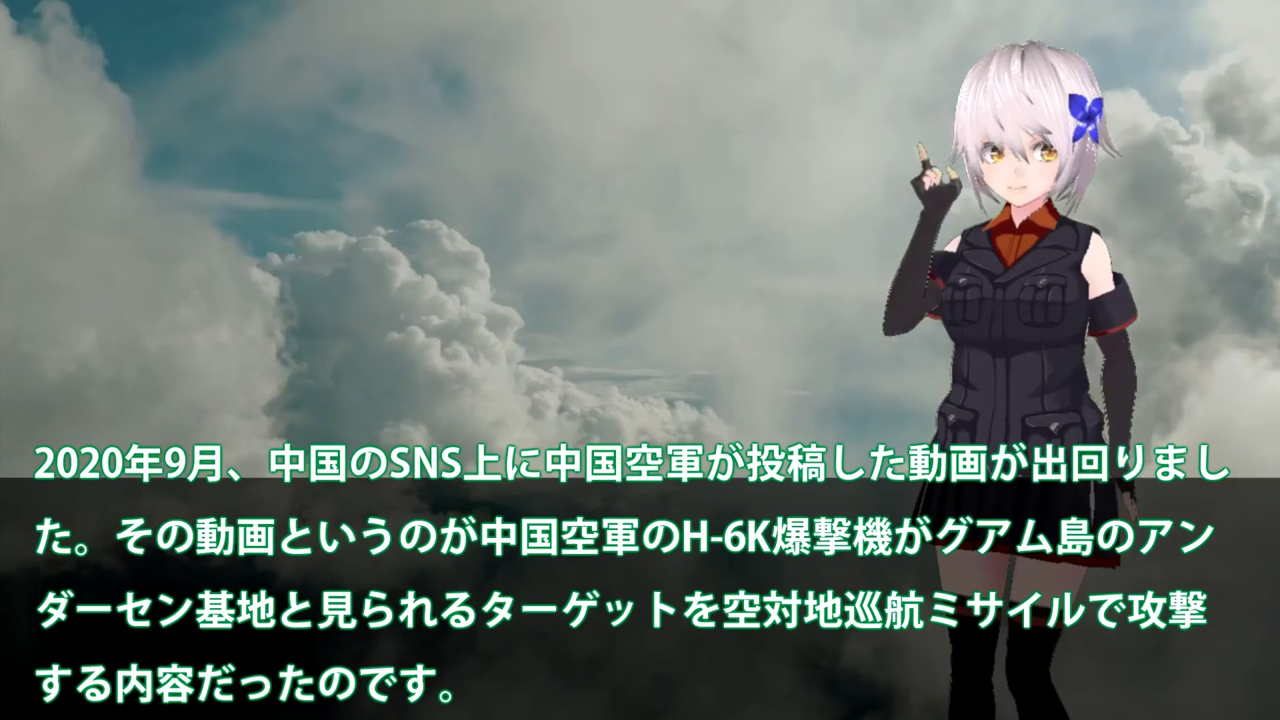 2020年9月、中国のSNS上に中国空軍が投稿した動画が出回りまし
た。その動画というのが中国空軍のH-6K爆撃機がグアム島のアン
ダーセン基地と見られるターゲットを空対地巡航ミサイルで攻撃
する内容だったのです。